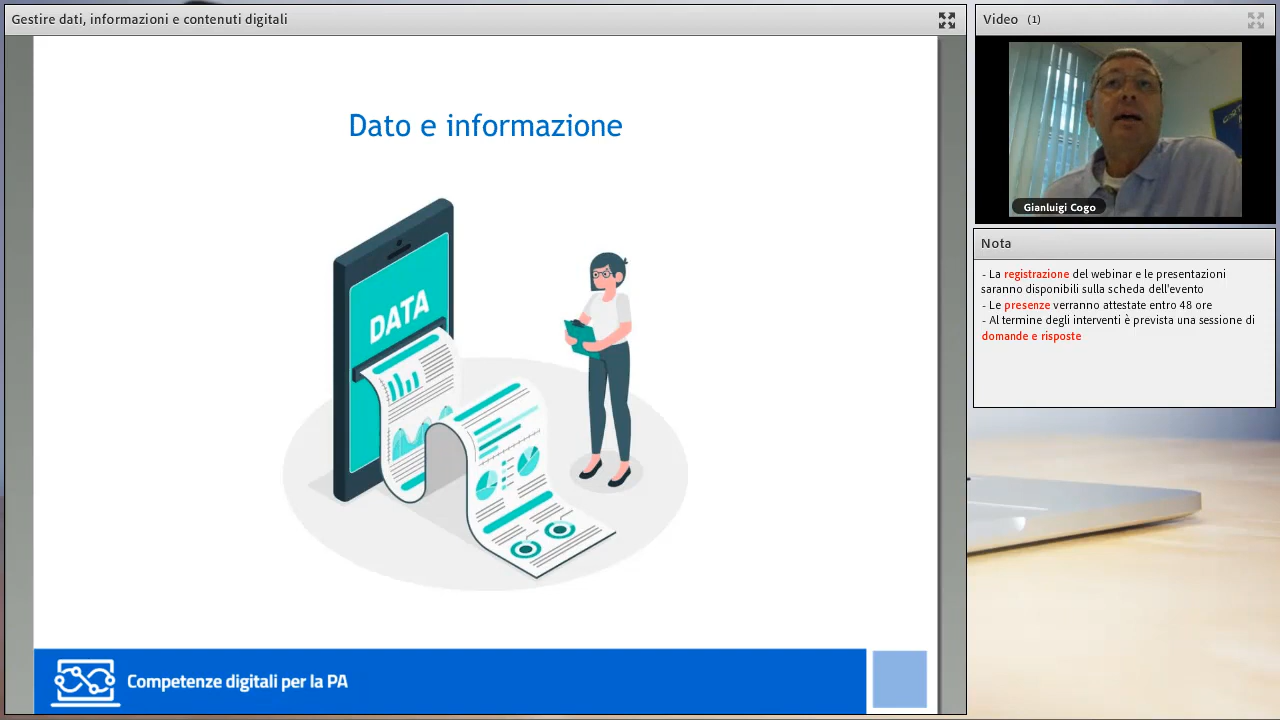 Gestire dati, informazioni e contenuti digitali
Dato e informazione
DATA
Competenze digitali per la PA
Video (1)
Gianluigi Cogo
Nota
- La registrazione del webinar e le presentazioni
saranno disponibili sulla scheda dell'evento
- Le presenze verranno attestate entro 48 ore
- Al termine degli interventi è prevista una sessione di
domande e risposte